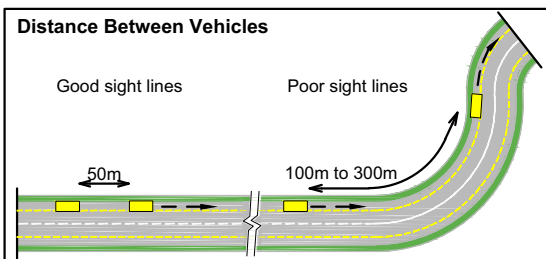 Distance Between Vehicles
Good sight lines
Poor sight lines
50m
100m to 300m